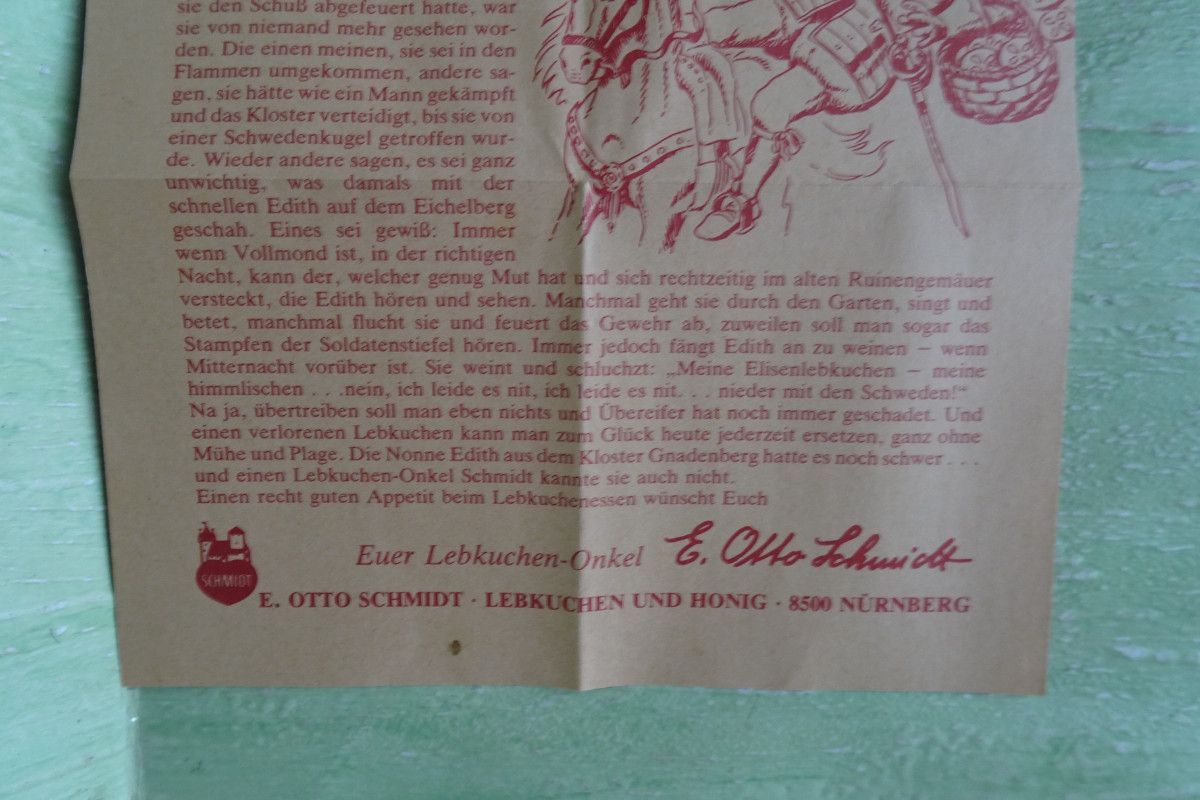 sie den Schuß abgefeuert hatte, war
sie von niemand mehr gesehen wor-
den. Die einen meinen, sie sei in den
Flammen umgekommen, andere sa-
gen, sie hätte wie ein Mann gekämpft
und das Kloster verteidigt, bis sie von
einer Schwedenkugel getroffen wur-
de. Wieder andere sagen, es sei ganz
unwichtig, was damals mit der
schnellen Edith auf dem Eichelberg
geschah. Eines sei gewiß: Immer
wenn Vollmond ist, in der richtigen
Nacht, kann der, welcher genug Mut hat und sich rechtzeitig im alten Ruinengemäuer
versteckt, die Edith hören und sehen. Manchmal geht sie durch den Garten, singt und
betet, manchmal flucht sie und feuert das Gewehr ab, zuweilen soll man sogar das
Stampfen der Soldatenstiefel hören. Immer jedoch fängt Edith an zu weinen – wenn
Mitternacht vorüber ist. Sie weint und schluchzt: „Meine Elisenlebkuchen – meine
himmlischen . . .nein, ich leide es nit, ich leide es nit. . . nieder mit den Schweden!“
Na ja, übertreiben soll man eben nichts und Übereifer hat noch immer geschadet. Und
einen verlorenen Lebkuchen kann man zum Glück heute jederzeit ersetzen, ganz ohne
Mühe und Plage. Die Nonne Edith aus dem Kloster Gnadenberg hatte es noch schwer . . .
und einen Lebkuchen-Onkel Schmidt kannte sie auch nicht.
Einen recht guten Appetit beim Lebkuchenessen wünscht Euch
Euer Lebkuchen-Onkel E. Otto Schmidt
SCHMIDT
E. OTTO SCHMIDT · LEBKUCHEN UND HONIG · 8500 NÜRNBERG